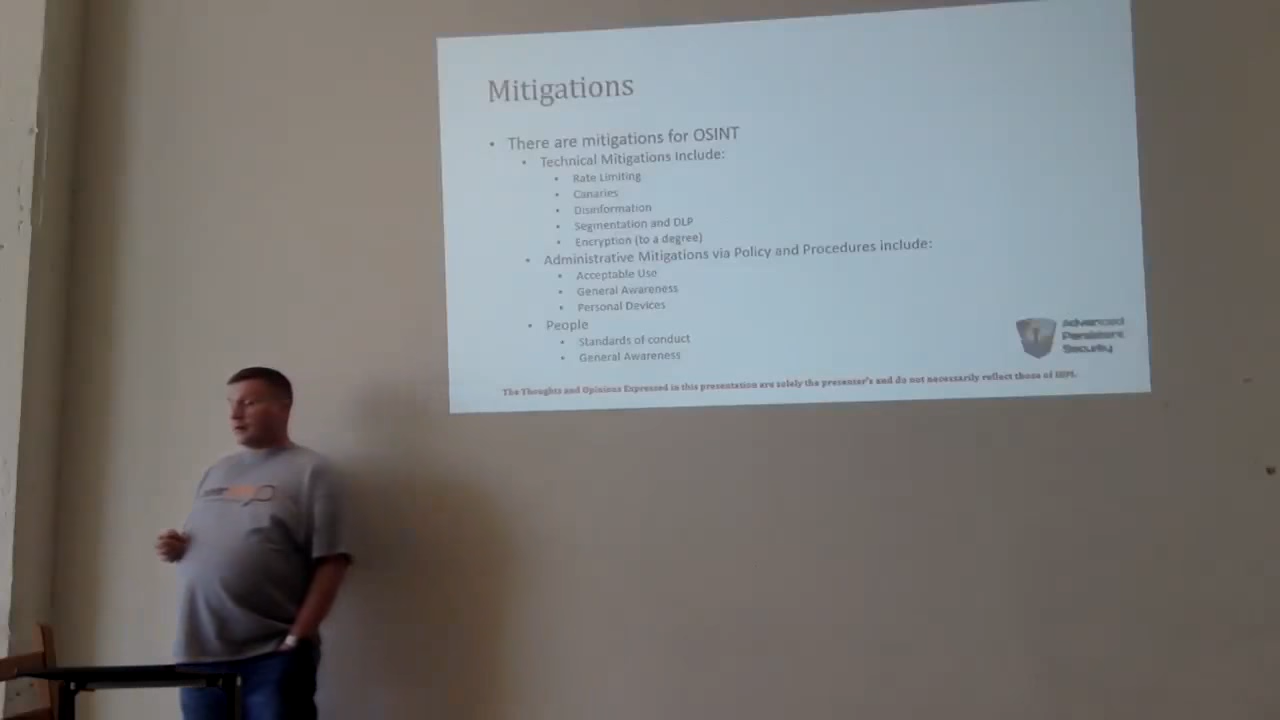 Mitigations
• There are mitigations for OSINT
• Technical Mitigations Include:
• Rate Limiting
• Canaries
• Disinformation
• Segmentation and DLP
• Encryption (to a degree)
• Administrative Mitigations via Policy and Procedures include:
• Acceptable Use
• General Awareness
• Personal Devices
• People
• Standards of conduct
• General Awareness
Advanced
Persistent
Security
The Thoughts and Opinions Expressed in this presentation are solely the presenter's and do not necessarily reflect those of